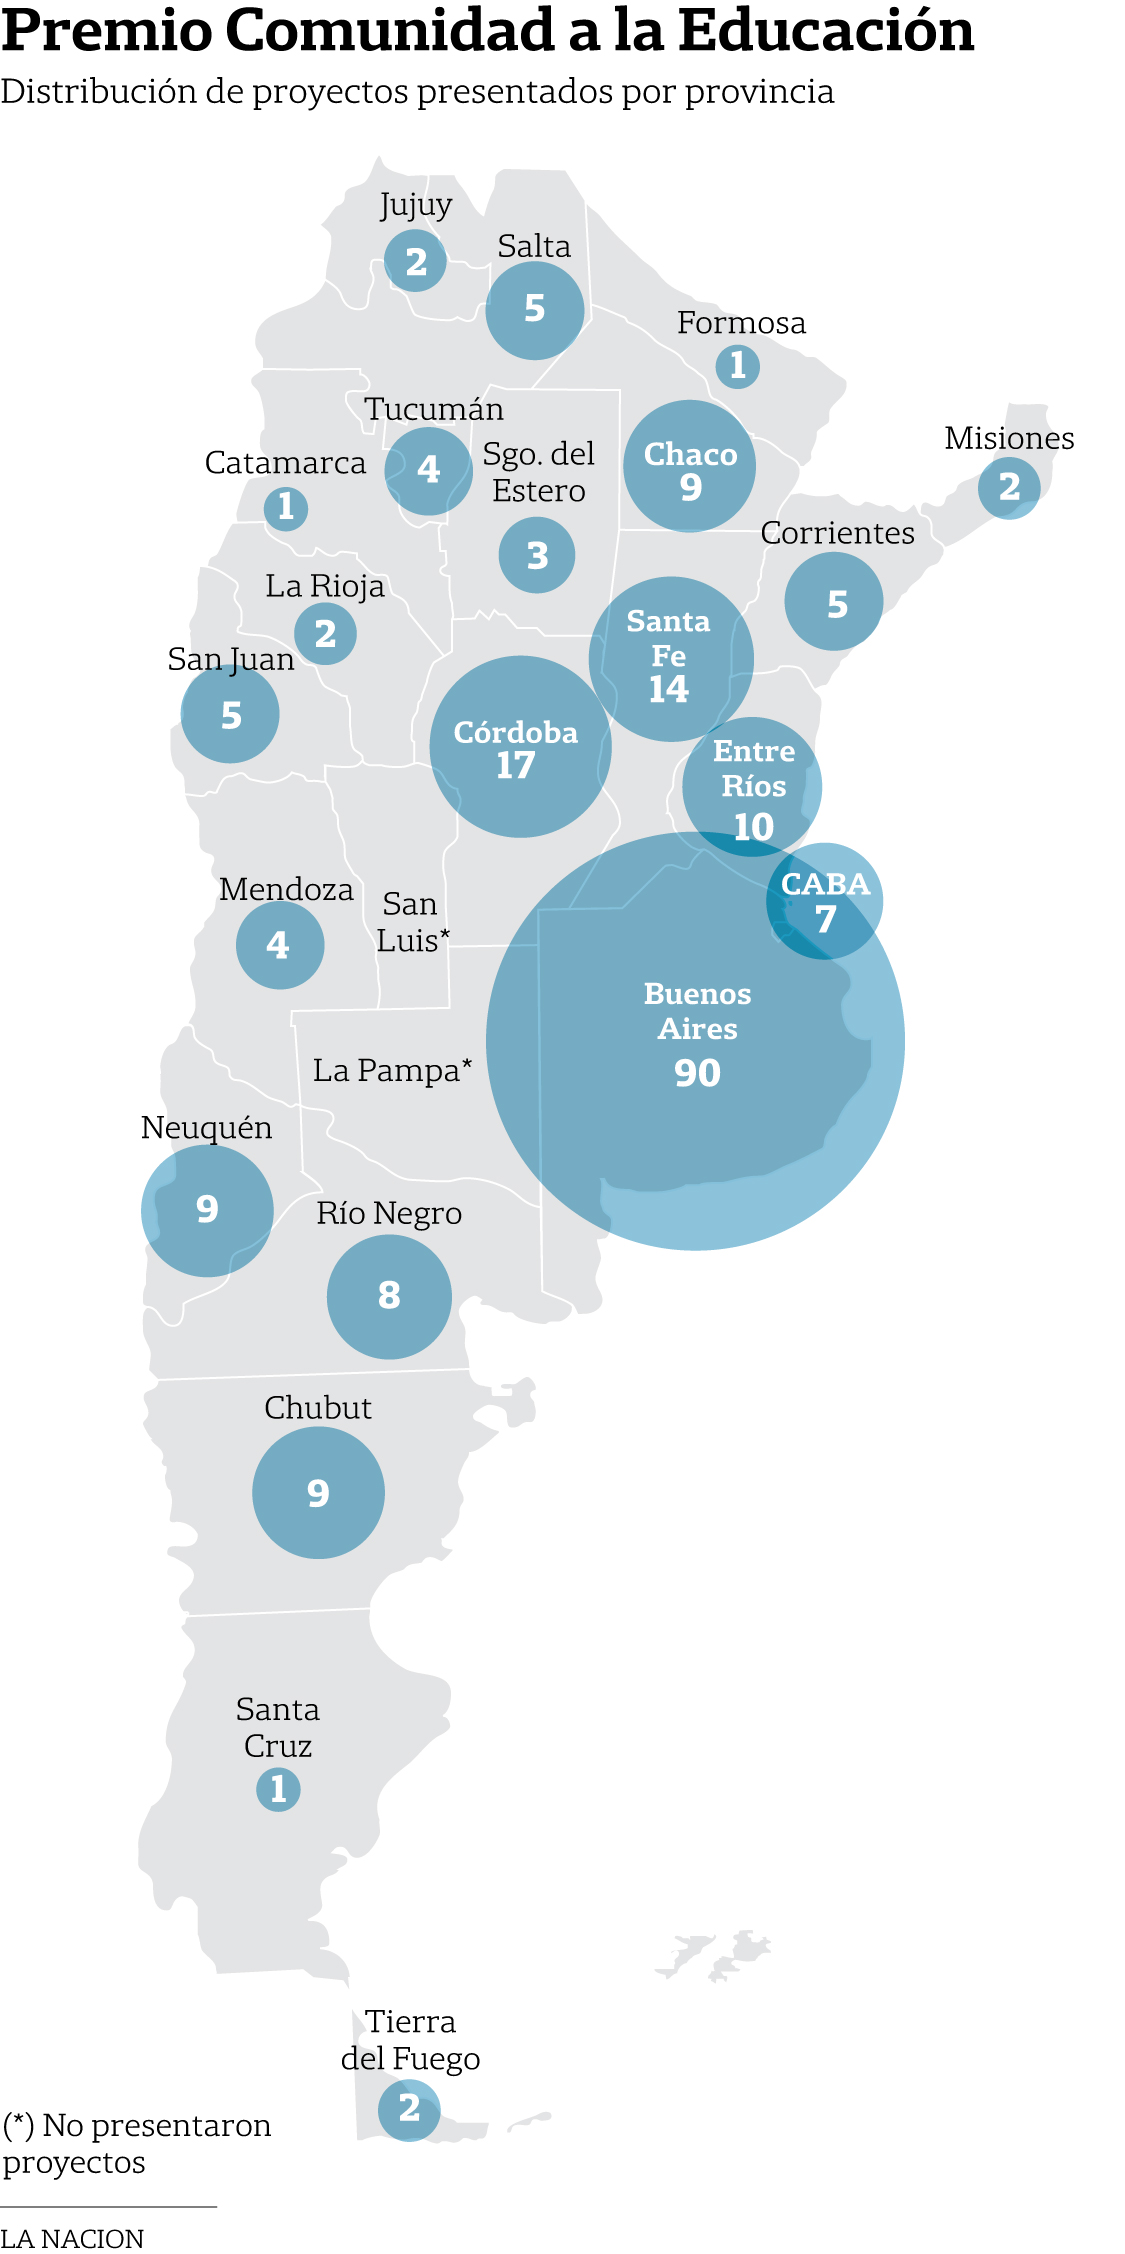 Premio Comunidad a la Educación
Distribución de proyectos presentados por provincia
Jujuy
2
Salta
5
Formosa
1
Tucumán
4
Sgo. del
Estero
3
Chaco
9
Misiones
2
Catamarca
1
Corrientes
5
La Rioja
2
Santa
Fe
14
San Juan
5
Córdoba
17
Entre
Ríos
10
CABA
7
Mendoza
4
San
Luis*
Buenos
Aires
90
La Pampa*
Neuquén
9
Río Negro
8
Chubut
9
Santa
Cruz
1
Tierra
del Fuego
2
(*) No presentaron
proyectos
LA NACION